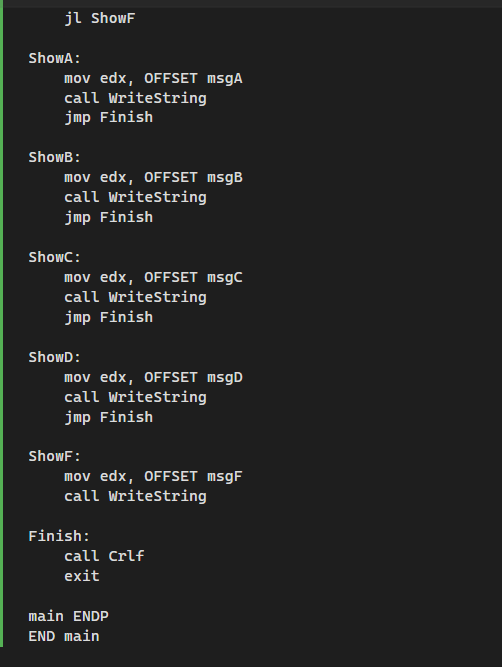 jl ShowF
ShowA:
mov edx, OFFSET msgA
call WriteString
jmp Finish
ShowB:
mov edx, OFFSET msgB
call WriteString
jmp Finish
ShowC:
mov edx, OFFSET msgC
call WriteString
jmp Finish
ShowD:
mov edx, OFFSET msgD
call WriteString
jmp Finish
ShowF:
mov edx, OFFSET msgF
call WriteString
Finish:
call Crlf
exit
main ENDP
END main